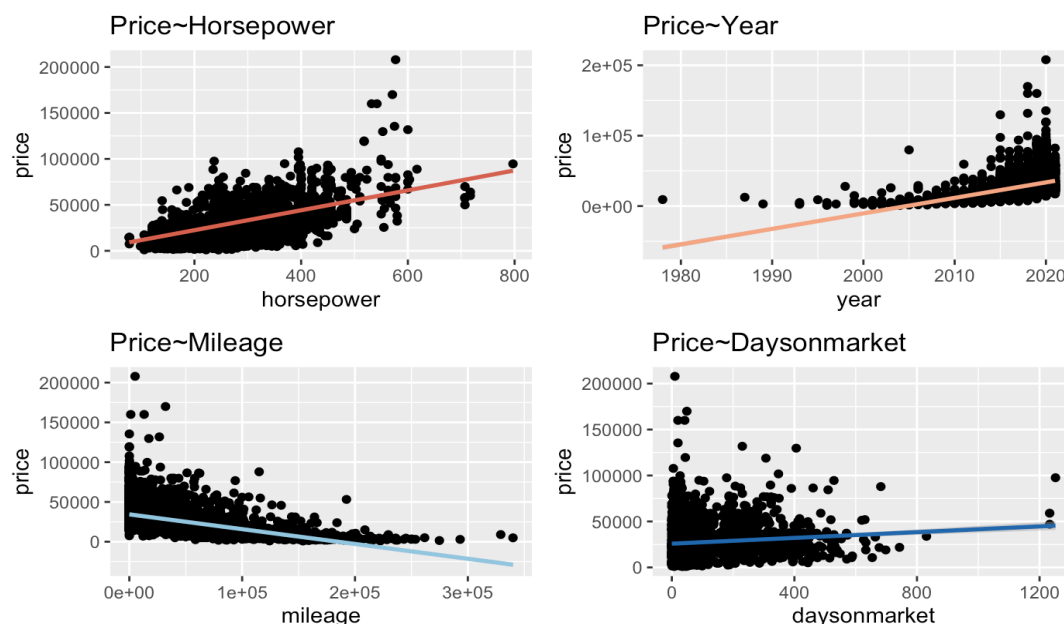 Price~Horsepower
200000
150000
100000
50000
0
price
200
400
600
800
horsepower
Price~Year
2e+05
1e+05
0e+00
price
1980
1990
2000
2010
2020
year
Price~Mileage
200000
150000
100000
50000
0
price
0e+00
1e+05
2e+05
3e+05
mileage
Price~Daysonmarket
200000
150000
100000
50000
0
price
0
400
800
1200
daysonmarket